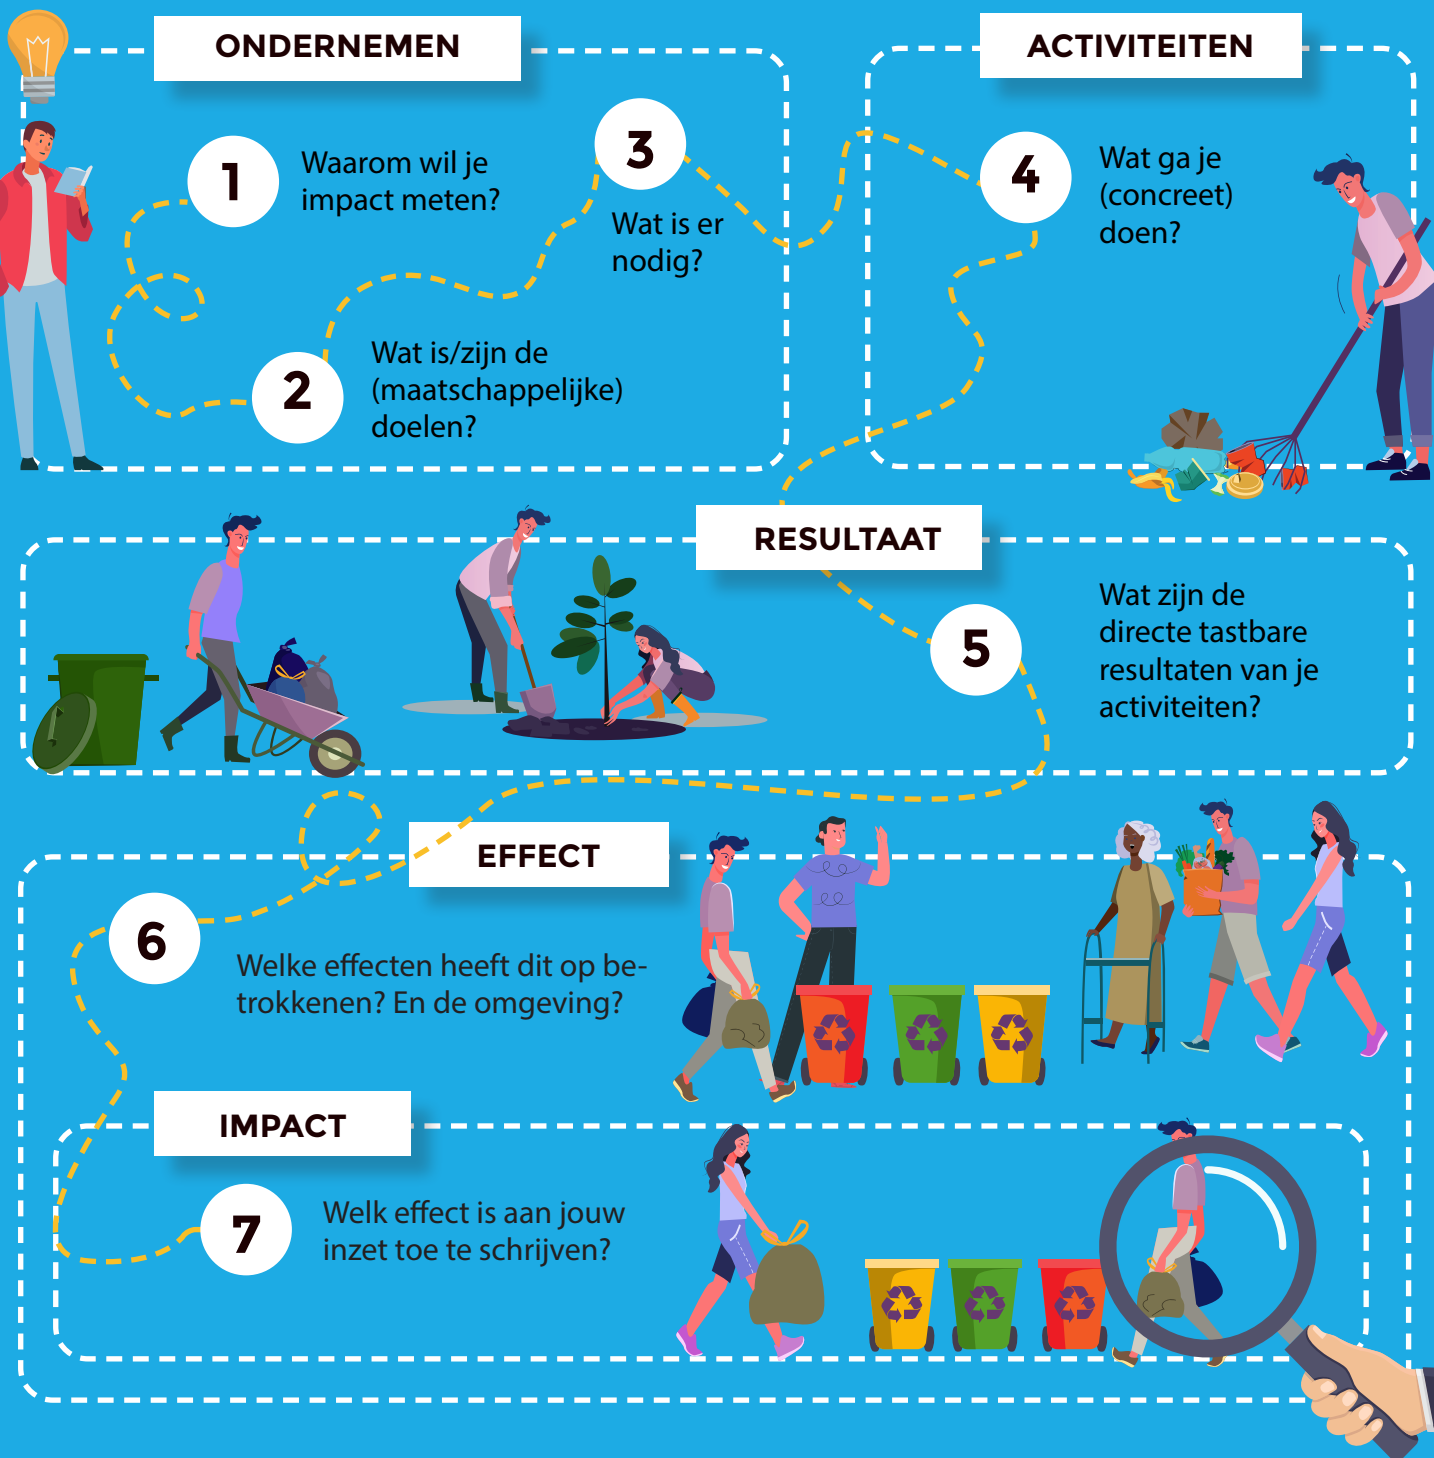 ONDERNEMEN
1
Waarom wil je
impact meten?
2
Wat is/zijn de
(maatschappelijke)
doelen?
3
Wat is er
nodig?
ACTIVITEITEN
4
Wat ga je
(concreet)
doen?
RESULTAAT
5
Wat zijn de
directe tastbare
resultaten van je
activiteiten?
EFFECT
6
Welke effecten heeft dit op be-
trokkenen? En de omgeving?
IMPACT
7
Welk effect is aan jouw
inzet toe te schrijven?